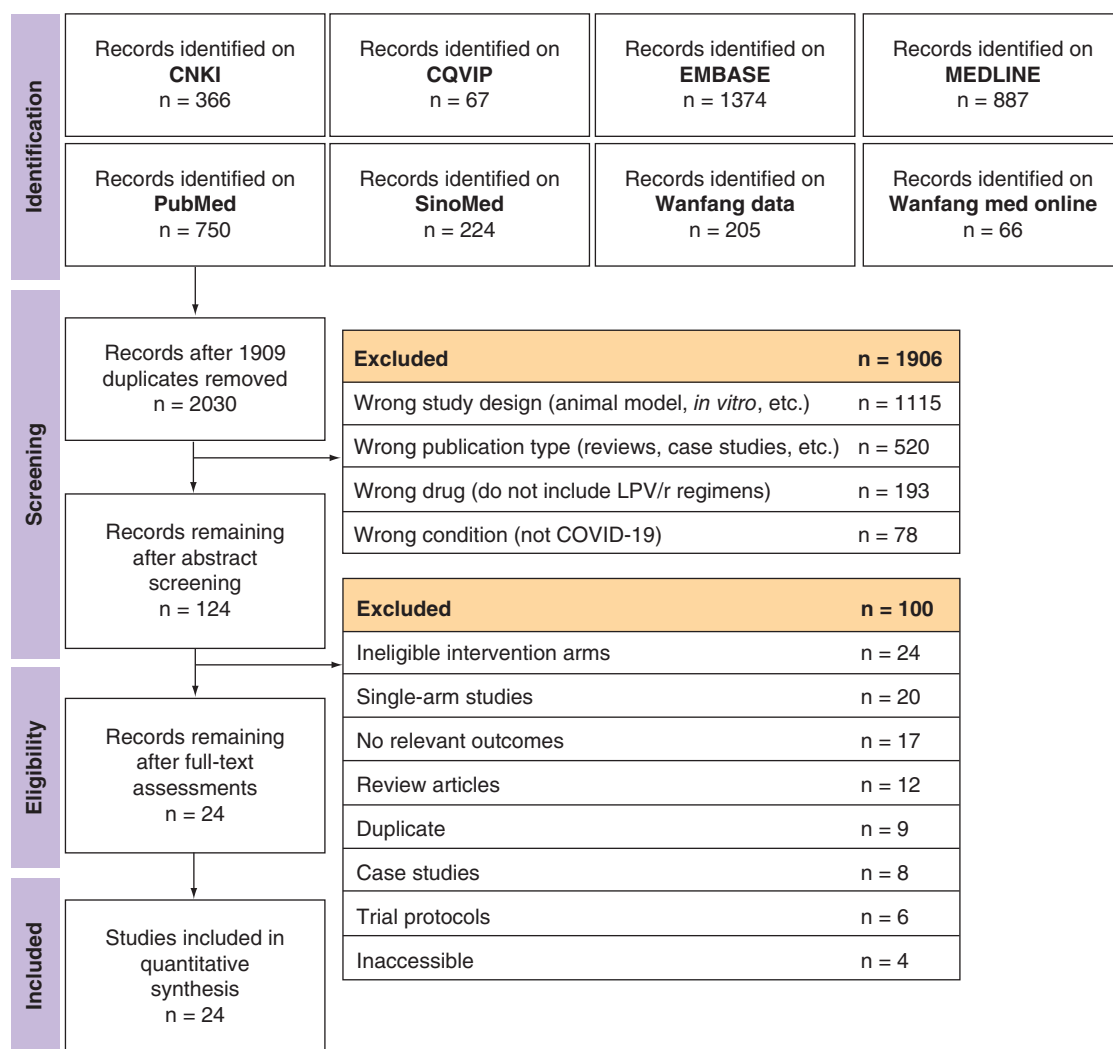 Identification
Records identified on
CNKI
n = 366
Records identified on
CQVIP
n = 67
Records identified on
EMBASE
n = 1374
Records identified on
MEDLINE
n = 887
Records identified on
PubMed
n = 750
Records identified on
SinoMed
n = 224
Records identified on
Wanfang data
n = 205
Records identified on
Wanfang med online
n = 66
Screening
Records after 1909
duplicates removed
n = 2030
Excluded n = 1906
Wrong study design (animal model, in vitro, etc.) n = 1115
Wrong publication type (reviews, case studies, etc.) n = 520
Wrong drug (do not include LPV/r regimens) n = 193
Wrong condition (not COVID-19) n = 78
Records remaining
after abstract
screening
n = 124
Excluded n = 100
Ineligible intervention arms n = 24
Single-arm studies n = 20
No relevant outcomes n = 17
Review articles n = 12
Duplicate n = 9
Case studies n = 8
Trial protocols n = 6
Inaccessible n = 4
Eligibility
Records remaining
after full-text
assessments
n = 24
Included
Studies included in
quantitative
synthesis
n = 24